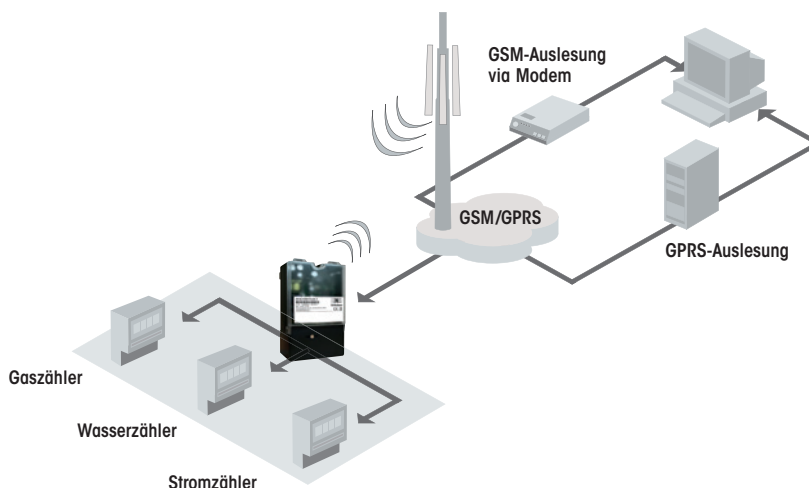 GSM-Auslesung
via Modem
GSM/GPRS
GPRS-Auslesung
Gaszähler
Wasserzähler
Stromzähler